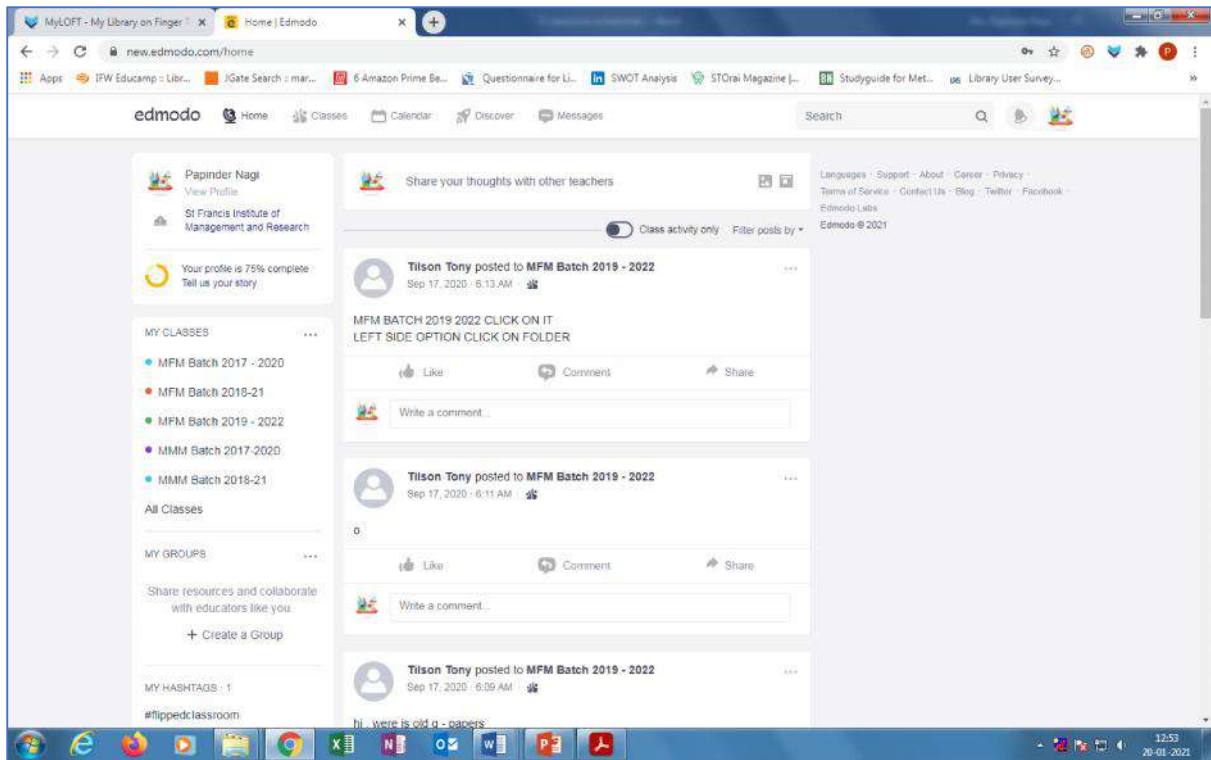 MyLOFT - My Library on Finger T
Home | Edmodo
new.edmodo.com/home
Apps
IFW Educamp :: Libr...
JGate Search :: mar...
6 Amazon Prime Be...
Questionnaire for Li...
SWOT Analysis
STOrai Magazine |...
Studyguide for Met...
Library User Survey...
edmodo
Home
Classes
Calendar
Discover
Messages
Search
Papinder Nagi
View Profile
St Francis Institute of
Management and Research
Your profile is 75% complete
Tell us your story
MY CLASSES
MFM Batch 2017 - 2020
MFM Batch 2018-21
MFM Batch 2019 - 2022
MMM Batch 2017-2020
MMM Batch 2018-21
All Classes
MY GROUPS
Share resources and collaborate
with educators like you
+ Create a Group
MY HASHTAGS · 1
#flippedclassroom
Share your thoughts with other teachers
Class activity only Filter posts by
Tilson Tony posted to MFM Batch 2019 - 2022
Sep 17, 2020 · 6:13 AM
MFM BATCH 2019 2022 CLICK ON IT
LEFT SIDE OPTION CLICK ON FOLDER
Like Comment Share
Write a comment...
Tilson Tony posted to MFM Batch 2019 - 2022
Sep 17, 2020 · 6:11 AM
o
Like Comment Share
Write a comment...
Tilson Tony posted to MFM Batch 2019 - 2022
Sep 17, 2020 · 6:09 AM
hi , were is old q - papers
Languages · Support · About · Career · Privacy ·
Terms of Service · Contact Us · Blog · Twitter · Facebook ·
Edmodo Labs
Edmodo © 2021
12:53
20-01-2021